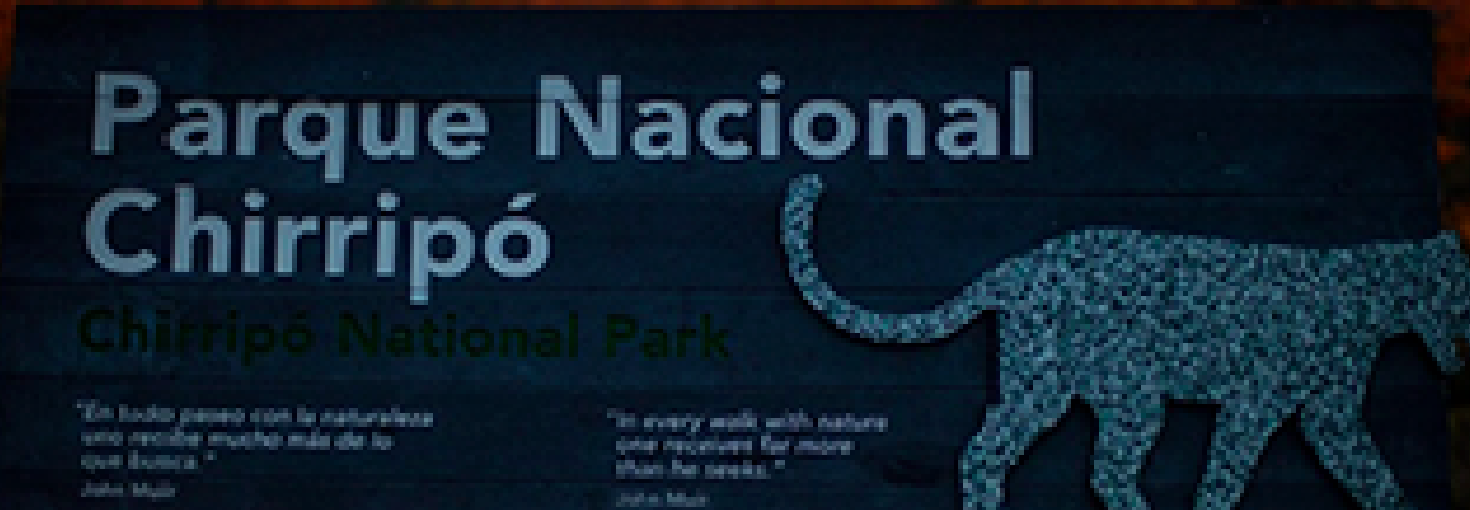 Parque Nacional
Chirripó
Chirripó National Park
"En todo paseo con la naturaleza
uno recibe mucho más de lo
que busca."
John Muir
"In every walk with nature
one receives far more
than he seeks."
John Muir